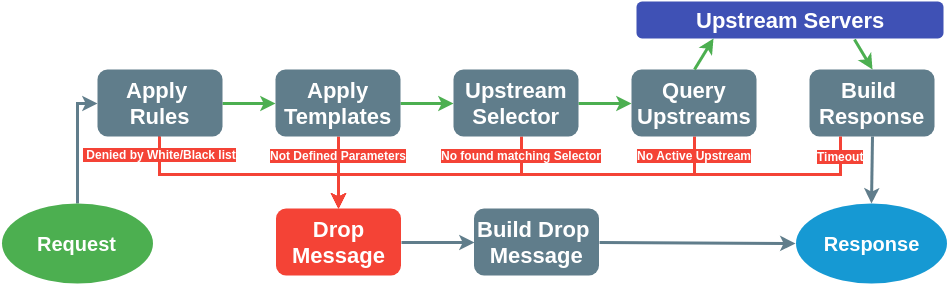 Upstream Servers
Apply
Rules
Apply
Templates
Upstream
Selector
Query
Upstreams
Build
Response
Denied by White/Black list
Not Defined Parameters
No found matching Selector
No Active Upstream
Timeout
Request
Drop
Message
Build Drop
Message
Response